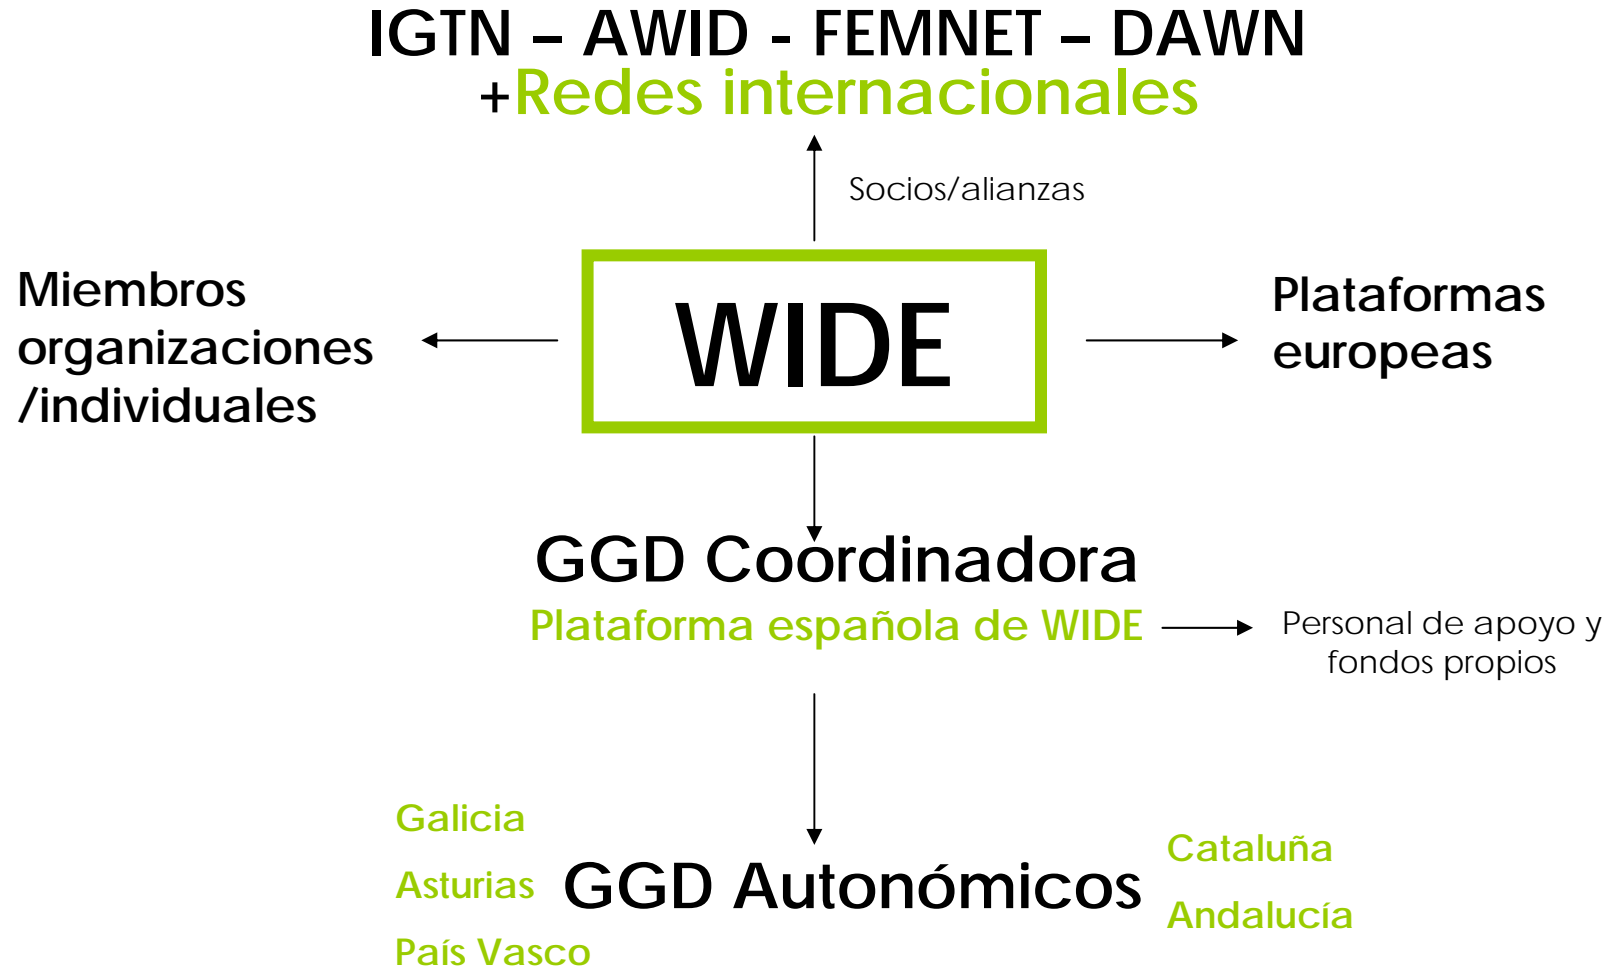 IGTN – AWID - FEMNET – DAWN
+Redes internacionales
Socios/alianzas
Miembros
organizaciones
/individuales
WIDE
Plataformas
europeas
GGD Coordinadora
Plataforma española de WIDE
Personal de apoyo y
fondos propios
Galicia
Asturias
País Vasco
GGD Autonómicos
Cataluña
Andalucía